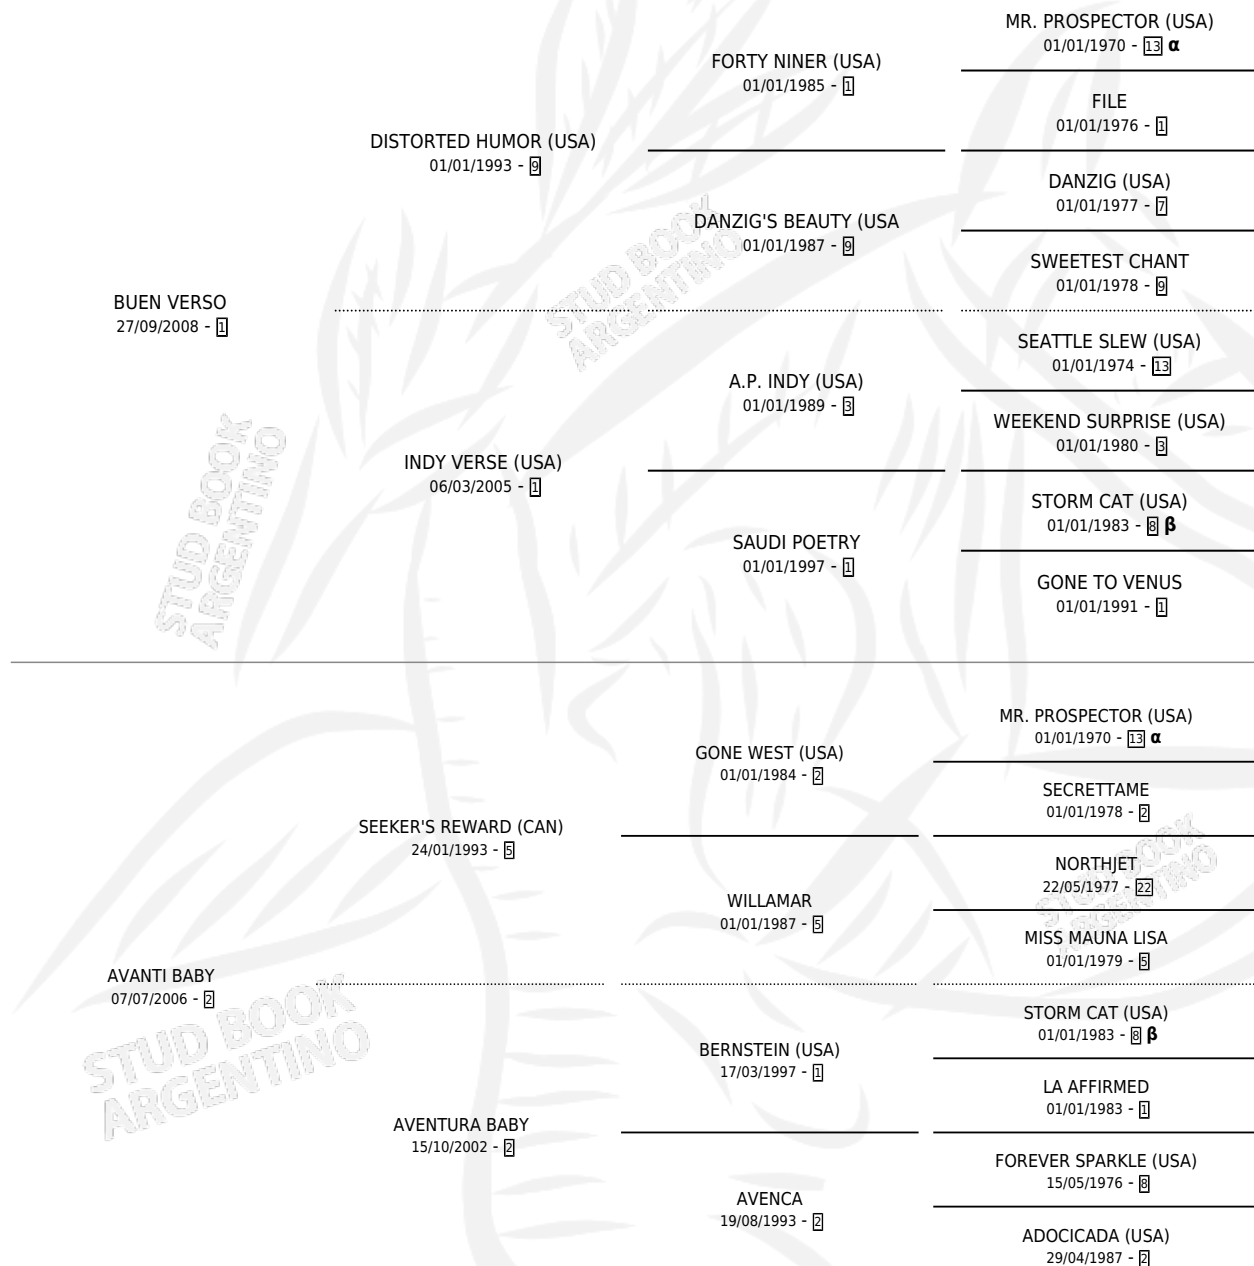 MR. PROSPECTOR (USA)
01/01/1970 - 13 α
FORTY NINER (USA)
01/01/1985 - 1
FILE
01/01/1976 - 1
DISTORTED HUMOR (USA)
01/01/1993 - 9
DANZIG (USA)
01/01/1977 - 7
DANZIG'S BEAUTY (USA
01/01/1987 - 9
SWEETEST CHANT
01/01/1978 - 9
BUEN VERSO
27/09/2008 - 1
STUD BOOK
ARGENTINO
SEATTLE SLEW (USA)
01/01/1974 - 13
A.P. INDY (USA)
01/01/1989 - 3
WEEKEND SURPRISE (USA)
01/01/1980 - 3
INDY VERSE (USA)
06/03/2005 - 1
STORM CAT (USA)
01/01/1983 - 8 β
SAUDI POETRY
01/01/1997 - 1
GONE TO VENUS
01/01/1991 - 1
STUD BOOK
ARGENTINO
MR. PROSPECTOR (USA)
01/01/1970 - 13 α
GONE WEST (USA)
01/01/1984 - 2
SECRETTAME
01/01/1978 - 2
SEEKER'S REWARD (CAN)
24/01/1993 - 5
NORTHJET
22/05/1977 - 22
WILLAMAR
01/01/1987 - 5
MISS MAUNA LISA
01/01/1979 - 5
STUD BOOK
ARGENTINO
AVANTI BABY
07/07/2006 - 2
STORM CAT (USA)
01/01/1983 - 8 β
BERNSTEIN (USA)
17/03/1997 - 1
LA AFFIRMED
01/01/1983 - 1
AVENTURA BABY
15/10/2002 - 2
FOREVER SPARKLE (USA)
15/05/1976 - 8
AVENCA
19/08/1993 - 2
ADOCICADA (USA)
29/04/1987 - 2
STUD BOOK
ARGENTINO